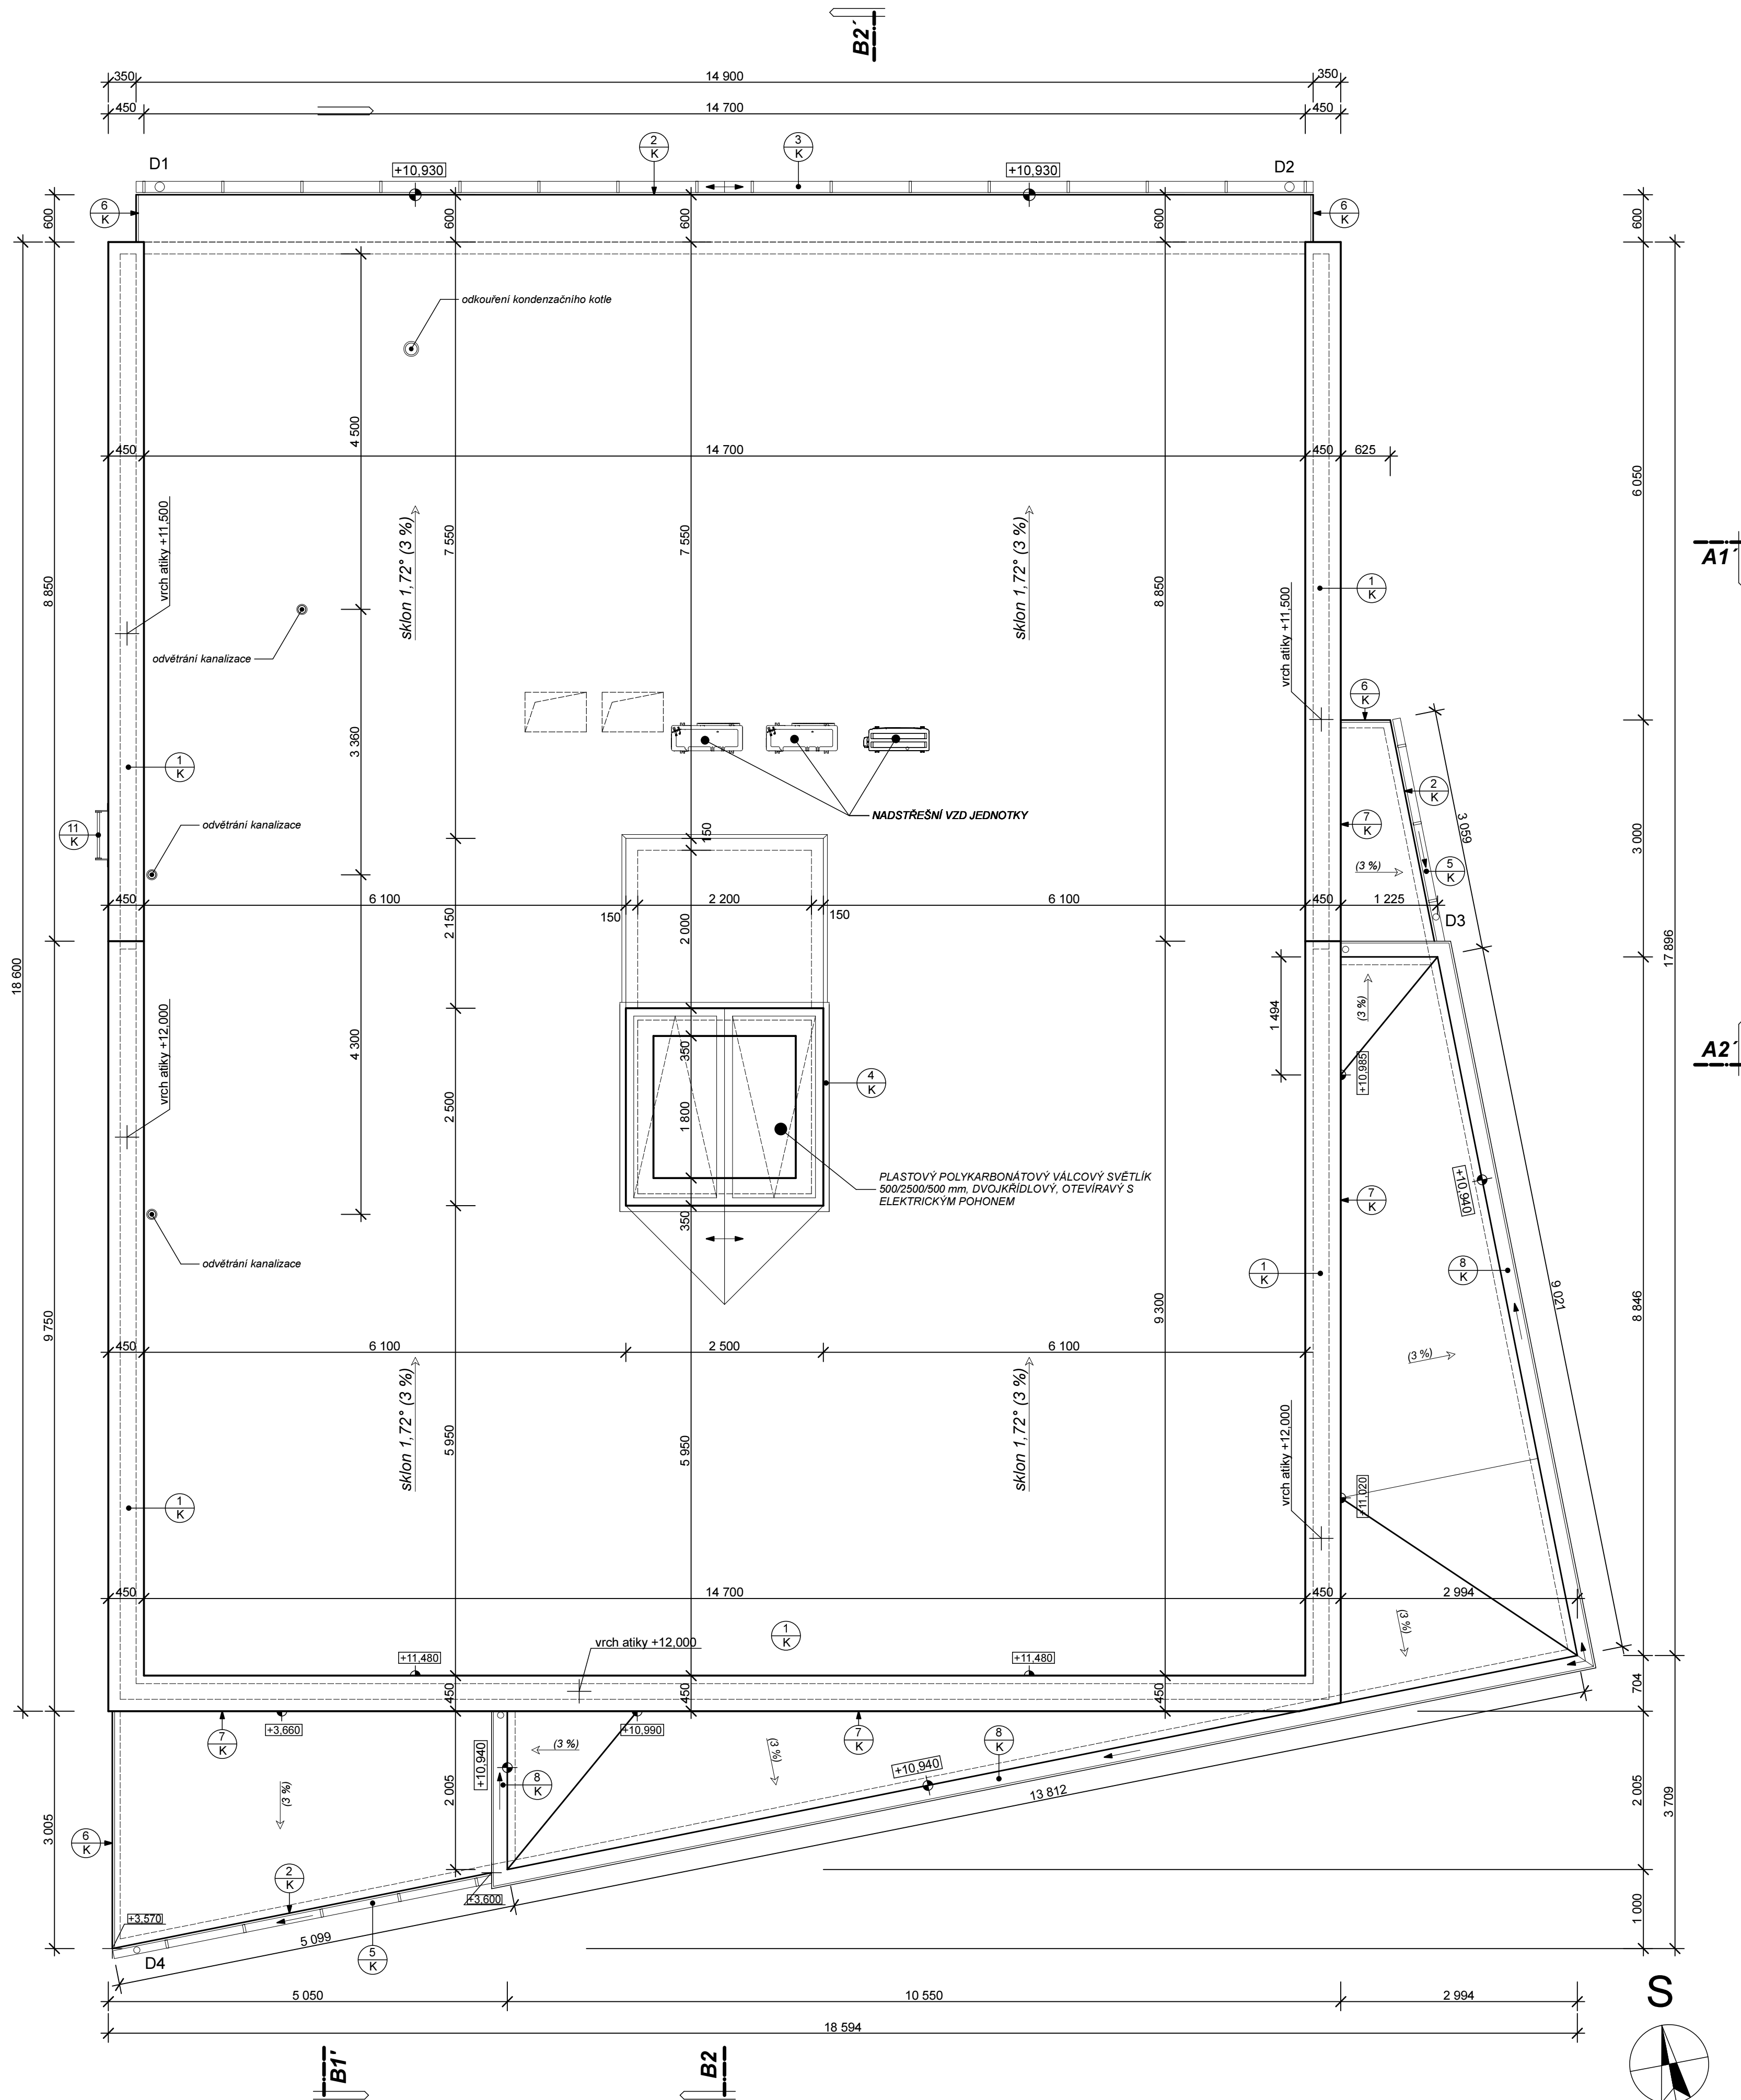 B2´
350
14 900
350
450
14 700
450
D1
+10,930
2
K
3
K
+10,930
D2
6
K
6
K
600
600
600
600
600
odkouření kondenzačního kotle
4 500
450
14 700
450
625
6 050
sklon 1,72° (3 %)
7 550
7 550
sklon 1,72° (3 %)
vrch atiky +11,500
8 850
8 850
1
K
A1´
vrch atiky +11,500
odvětrání kanalizace
6
K
3 360
1
K
2
K
3 059
NADSTŘEŠNÍ VZD JEDNOTKY
11
K
odvětrání kanalizace
150
7
K
3 000
(3 %)
5
K
450
6 100
150
2 200
150
6 100
450
1 225
D3
2 150
2 000
17 896
18 600
1 494
(3 %)
vrch atiky +12,000
4 300
350
A2´
+10,985
4
K
2 500
1 800
PLASTOVÝ POLYKARBONÁTOVÝ VÁLCOVÝ SVĚTLÍK
500/2500/500 mm, DVOJKŘÍDLOVÝ, OTEVÍRAVÝ S
ELEKTRICKÝM POHONEM
+10,940
7
K
350
odvětrání kanalizace
1
K
8
K
9 021
9 750
9 300
8 846
450
6 100
2 500
6 100
(3 %)
sklon 1,72° (3 %)
5 950
5 950
sklon 1,72° (3 %)
vrch atiky +12,000
+11,020
1
K
450
14 700
450
2 994
(3 %)
1
K
vrch atiky +12,000
+11,480
+11,480
450
450
450
704
7
K
+3,660
+10,990
7
K
8
K
(3 %)
(3 %)
+10,940
8
K
+10,940
(3 %)
2 005
13 812
2 005
3 709
3 005
6
K
2
K
+3,600
+3,570
5 099
5
K
1 000
D4
5 050
10 550
2 994
18 594
S
B1'
B2